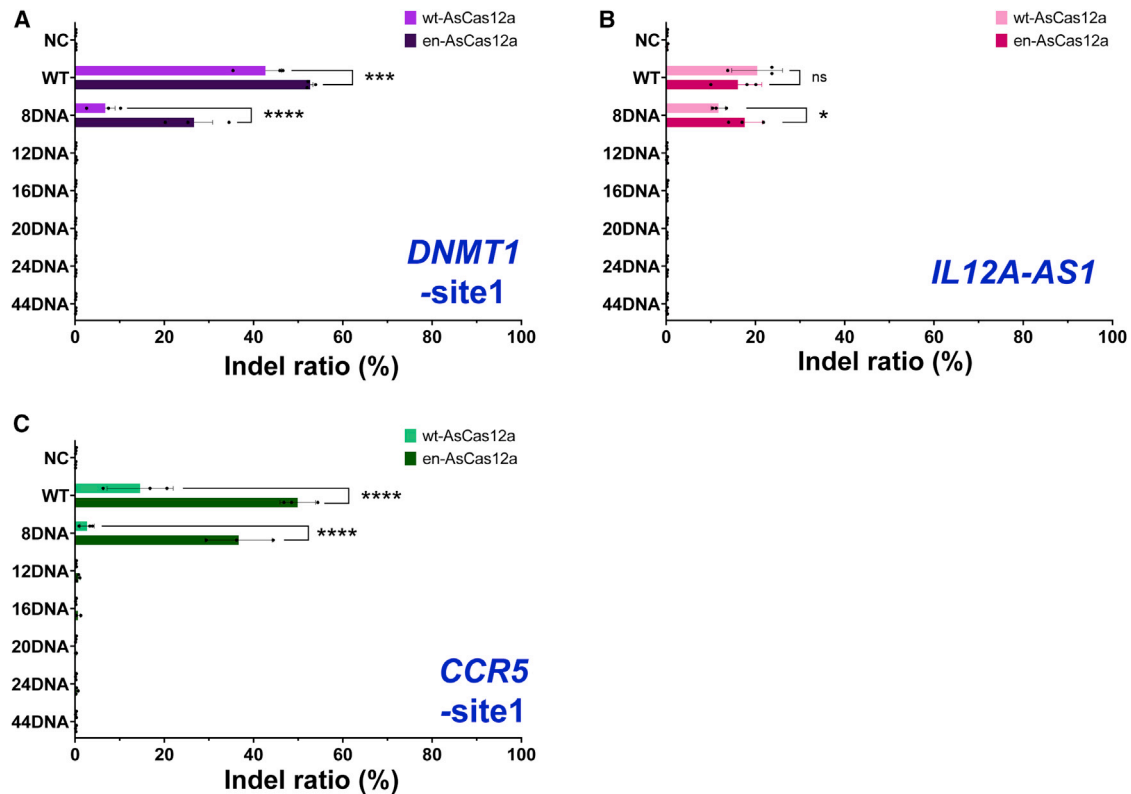 A
wt-AsCas12a
en-AsCas12a
NC
WT
***
8DNA
****
12DNA
16DNA
20DNA
24DNA
44DNA
DNMT1
-site1
0 20 40 60 80 100
Indel ratio (%)
B
wt-AsCas12a
en-AsCas12a
NC
WT
ns
8DNA
*
12DNA
16DNA
20DNA
24DNA
44DNA
IL12A-AS1
0 20 40 60 80 100
Indel ratio (%)
C
wt-AsCas12a
en-AsCas12a
NC
WT
****
8DNA
****
12DNA
16DNA
20DNA
24DNA
44DNA
CCR5
-site1
0 20 40 60 80 100
Indel ratio (%)